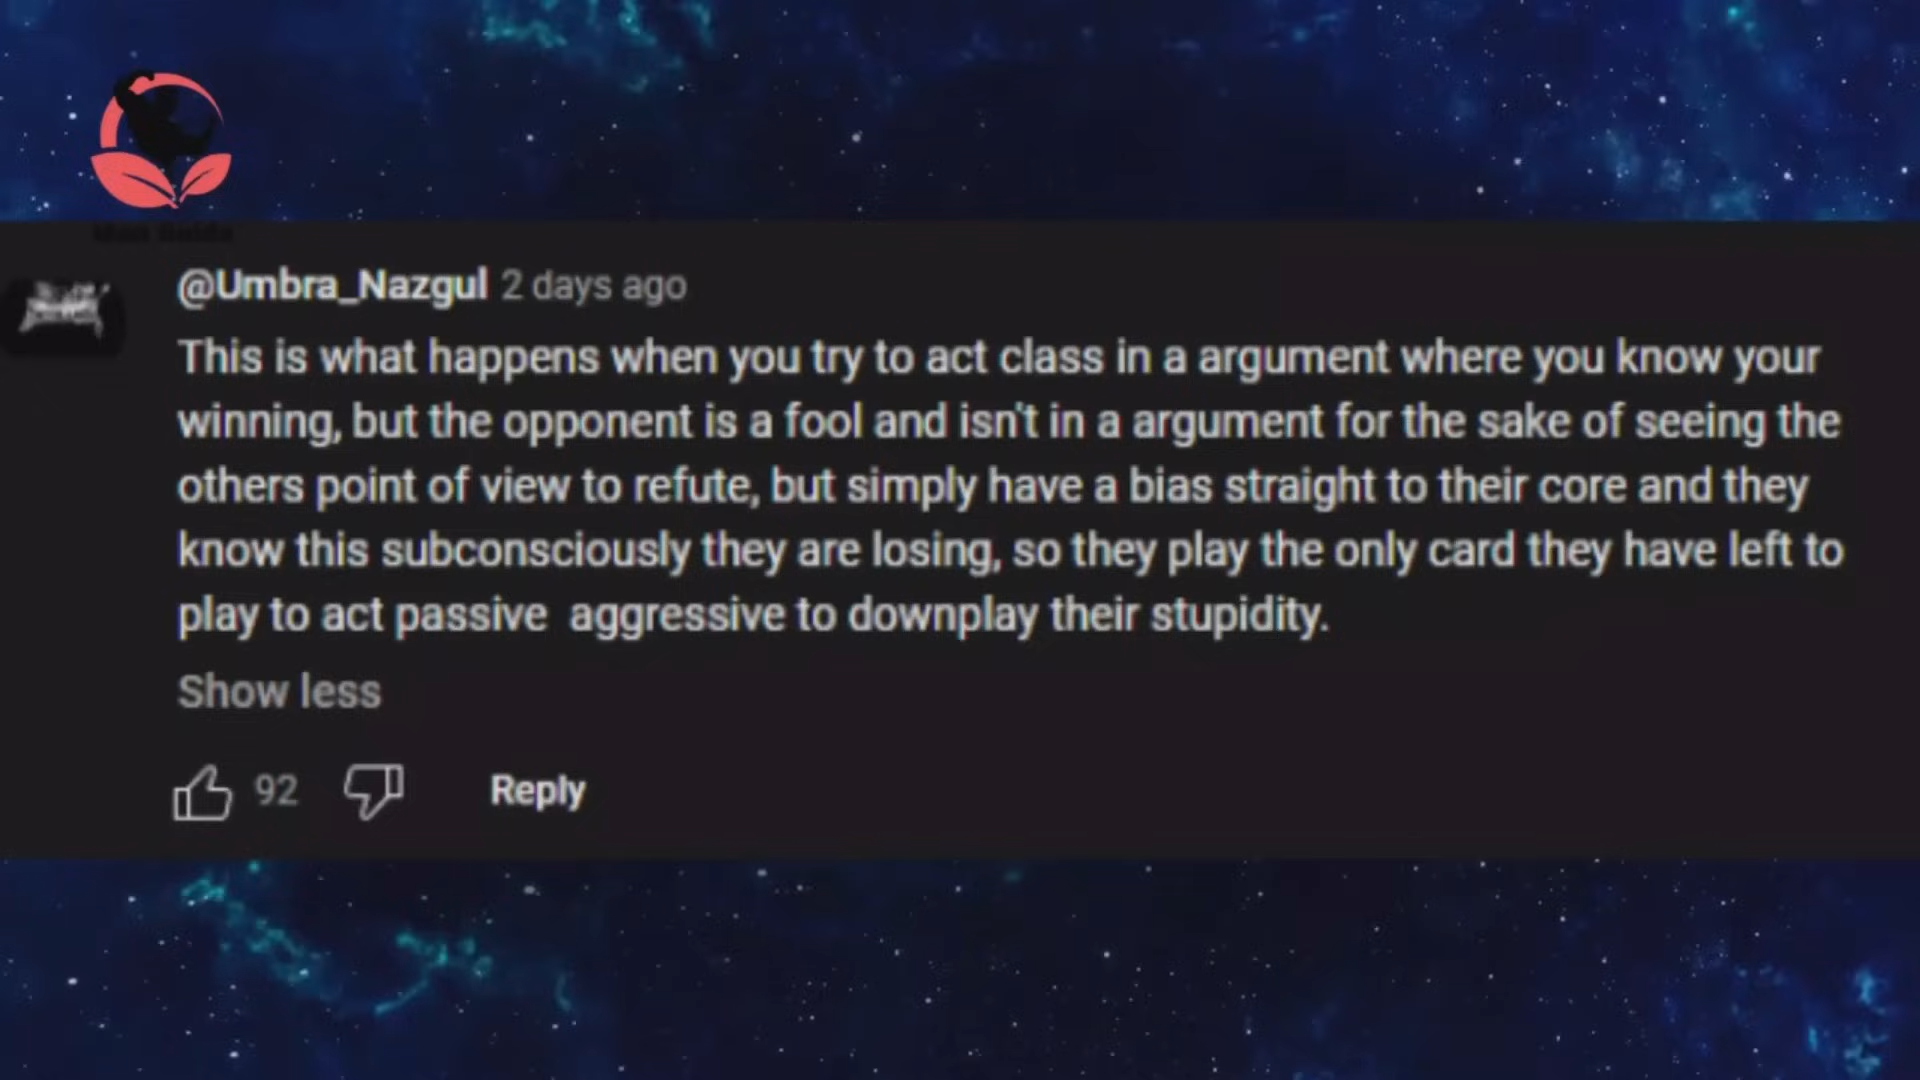 @Umbra_Nazgul 2 days ago
This is what happens when you try to act class in a argument where you know your
winning, but the opponent is a fool and isn't in a argument for the sake of seeing the
others point of view to refute, but simply have a bias straight to their core and they
know this subconsciously they are losing, so they play the only card they have left to
play to act passive  aggressive to downplay their stupidity.
Show less
92 Reply